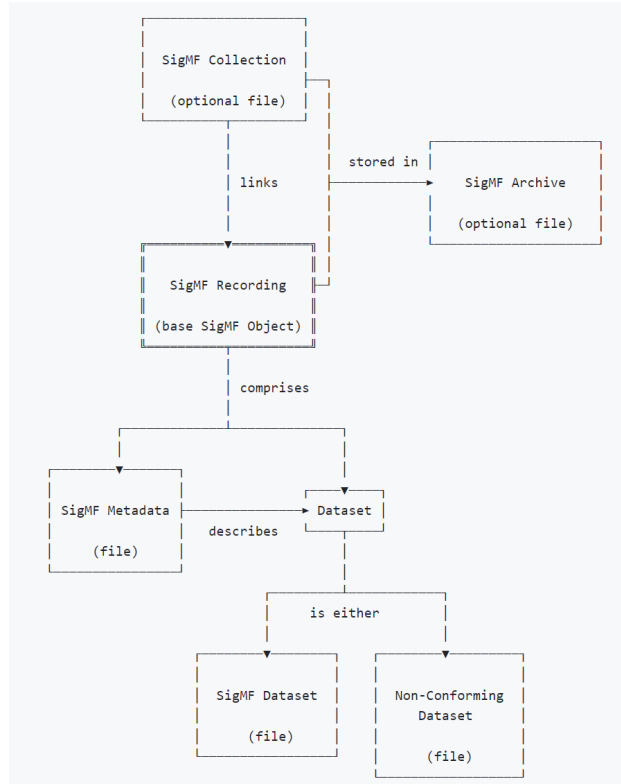 SigMF Collection
(optional file)
stored in
SigMF Archive
links
(optional file)
SigMF Recording
(base SigMF Object)
comprises
SigMF Metadata
Dataset
describes
(file)
is either
SigMF Dataset
Non-Conforming
Dataset
(file)
(file)